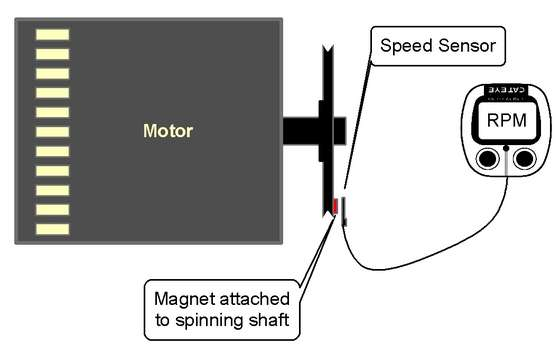 Speed Sensor
CATEYE
RPM
Motor
Magnet attached
to spinning shaft